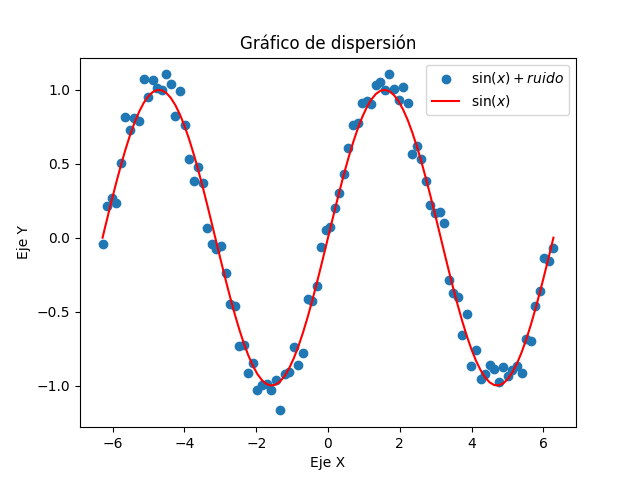 Gráfico de dispersión
sin(x) + ruido
sin(x)
Eje Y
1.0
0.5
0.0
−0.5
−1.0
−6 −4 −2 0 2 4 6
Eje X